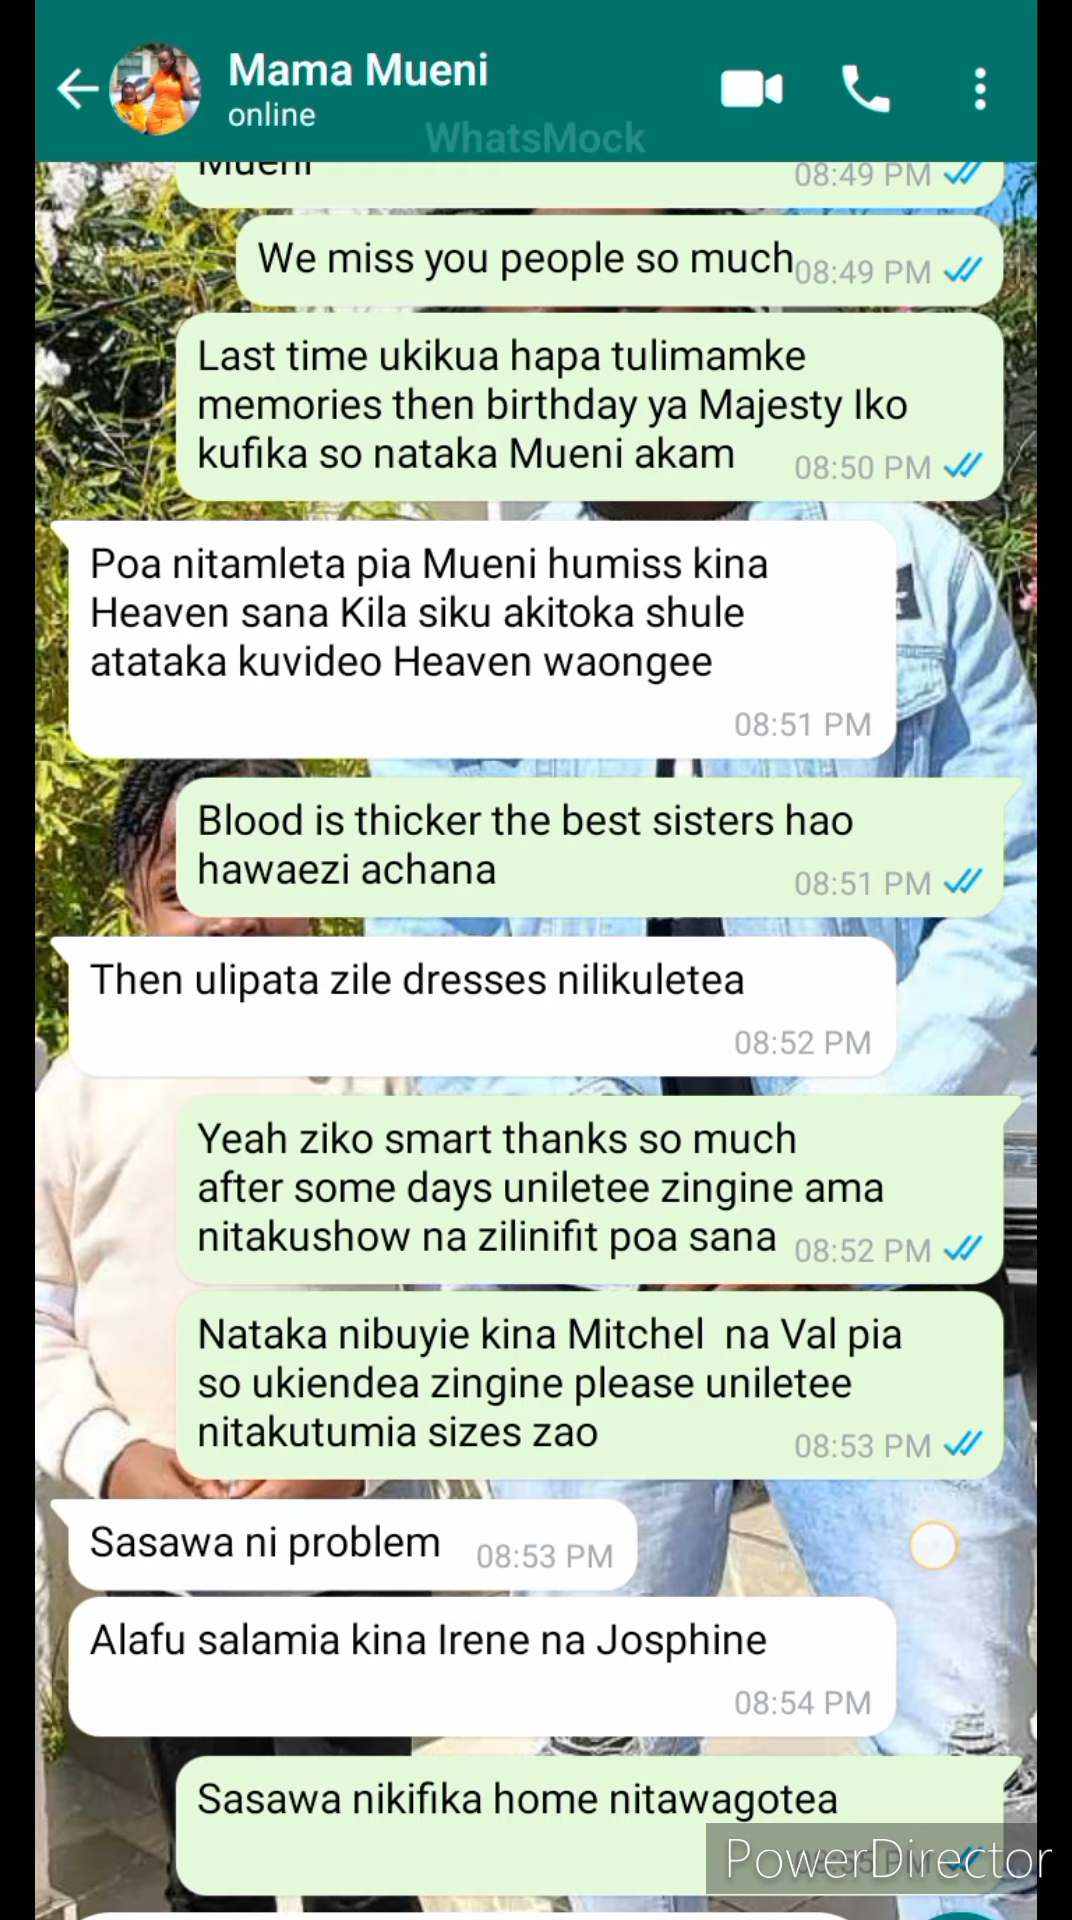 Mama Mueni
online
WhatsMock
Mueni
08:49 PM
We miss you people so much
08:49 PM
Last time ukikua hapa tulimamke
memories then birthday ya Majesty Iko
kufika so nataka Mueni akam
08:50 PM
Poa nitamleta pia Mueni humiss kina
Heaven sana Kila siku akitoka shule
atataka kuvideo Heaven waongee
08:51 PM
Blood is thicker the best sisters hao
hawaezi achana
08:51 PM
Then ulipata zile dresses nilikuletea
08:52 PM
Yeah ziko smart thanks so much
after some days uniletee zingine ama
nitakushow na zilinifit poa sana
08:52 PM
Nataka nibuyie kina Mitchel  na Val pia
so ukiendea zingine please uniletee
nitakutumia sizes zao
08:53 PM
Sasawa ni problem
08:53 PM
Alafu salamia kina Irene na Josphine
08:54 PM
Sasawa nikifika home nitawagotea
08:55 PM
PowerDirector